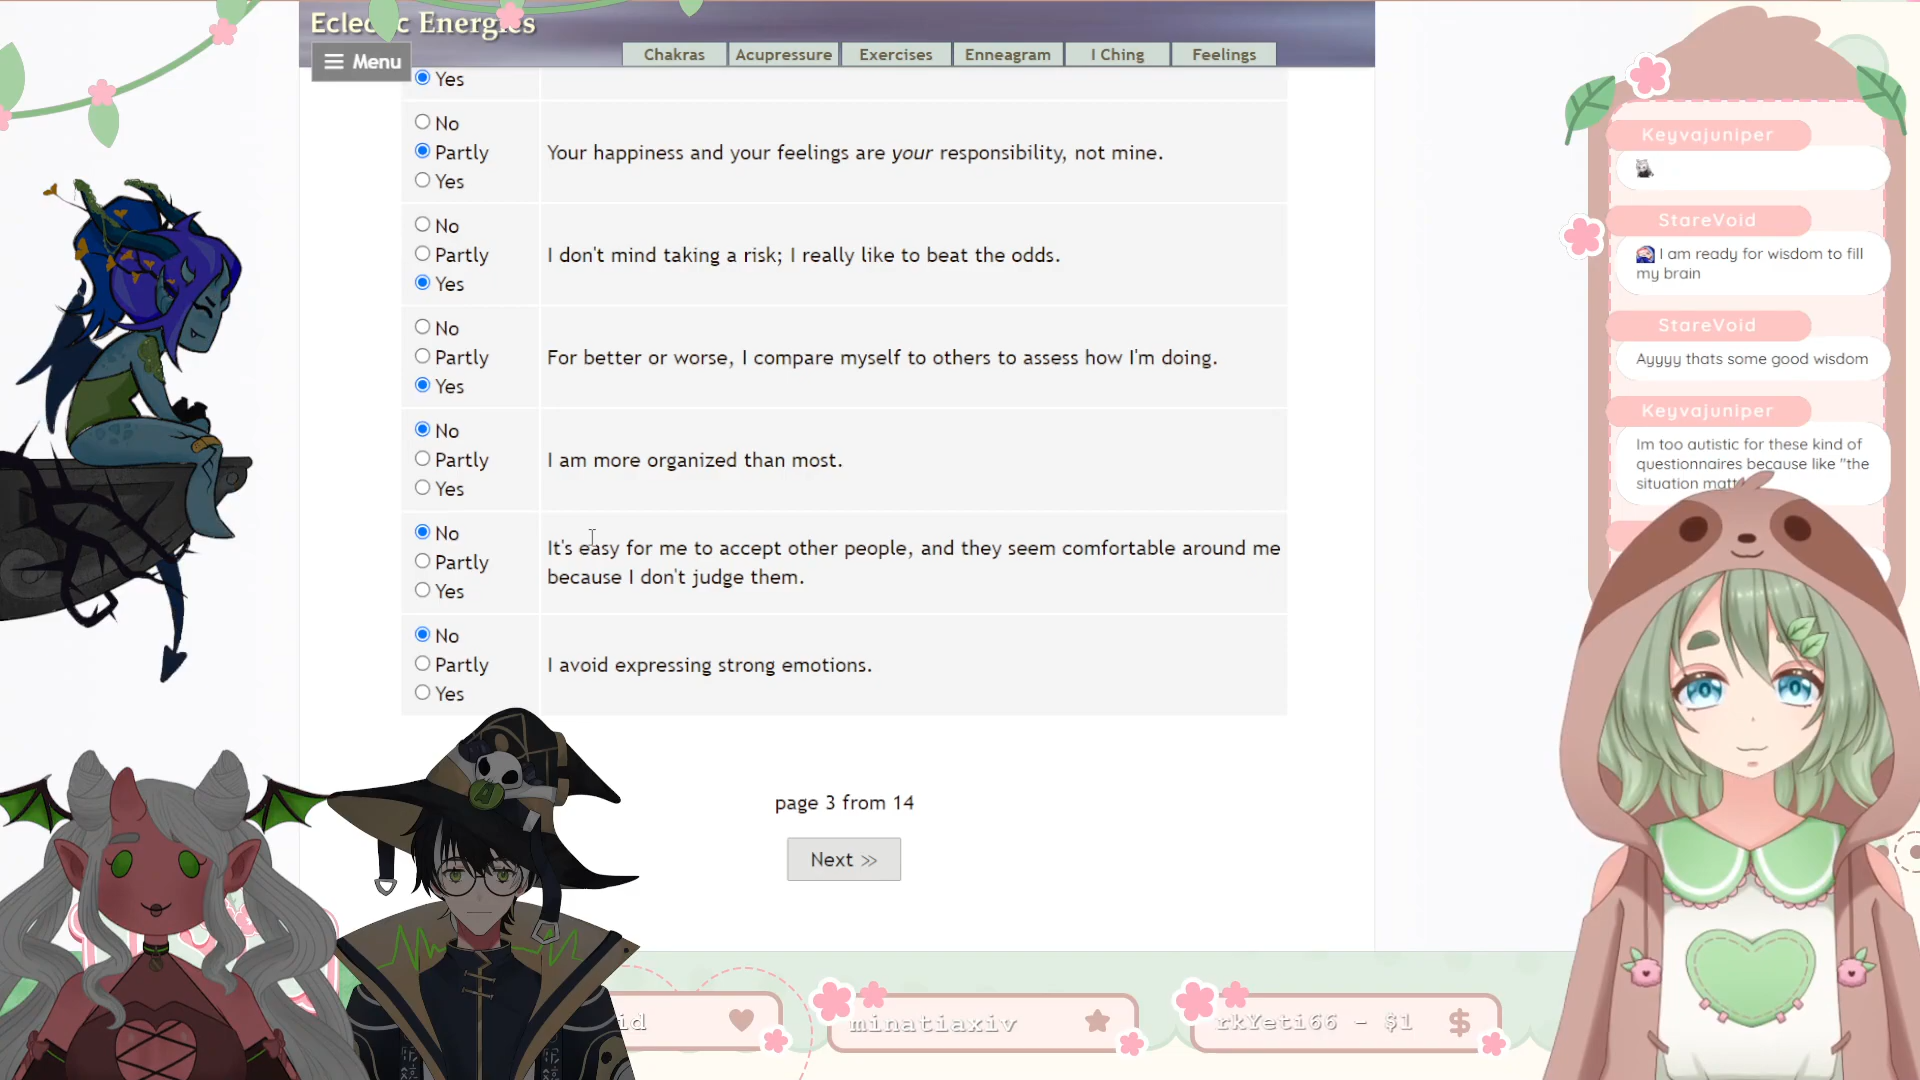 Eclectic Energies
Menu
Chakras
Acupressure
Exercises
Enneagram
I Ching
Feelings
Yes
No
Partly
Yes
Your happiness and your feelings are your responsibility, not mine.
No
Partly
Yes
I don't mind taking a risk; I really like to beat the odds.
No
Partly
Yes
For better or worse, I compare myself to others to assess how I'm doing.
No
Partly
Yes
I am more organized than most.
No
Partly
Yes
It's easy for me to accept other people, and they seem comfortable around me
because I don't judge them.
No
Partly
Yes
I avoid expressing strong emotions.
page 3 from 14
Next >>
Keyvajuniper
StareVoid
I am ready for wisdom to fill
my brain
StareVoid
Ayyyy thats some good wisdom
Keyvajuniper
Im too autistic for these kind of
questionnaires because like "the
situation
minatiaxiv
rkYeti66 - $1
$